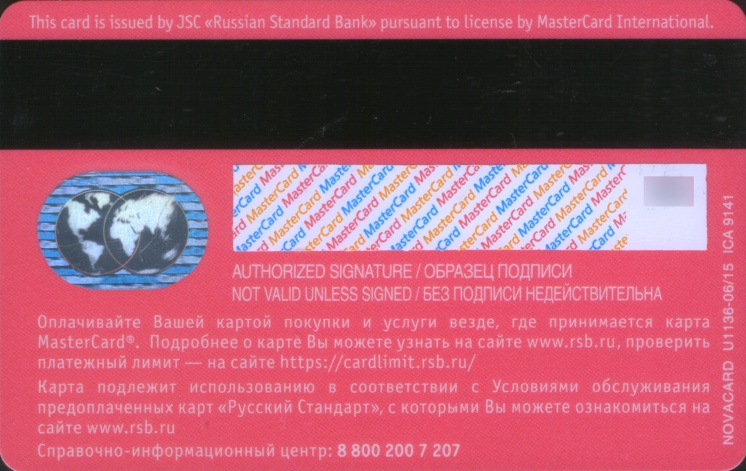 This card is issued by JSC «Russian Standard Bank» pursuant to license by MasterCard International.
AUTHORIZED SIGNATURE / ОБРАЗЕЦ ПОДПИСИ
NOT VALID UNLESS SIGNED / БЕЗ ПОДПИСИ НЕДЕЙСТВИТЕЛЬНА
Оплачивайте Вашей картой покупки и услуги везде, где принимается карта
MasterCard®. Подробнее о карте Вы можете узнать на сайте www.rsb.ru, проверить
платежный лимит — на сайте https://cardlimit.rsb.ru/
Карта подлежит использованию в соответствии с Условиями обслуживания
предоплаченных карт «Русский Стандарт», с которыми Вы можете ознакомиться на
сайте www.rsb.ru
Справочно-информационный центр: 8 800 200 7 207
NOVACARD U1136-06/15 ICA 9141